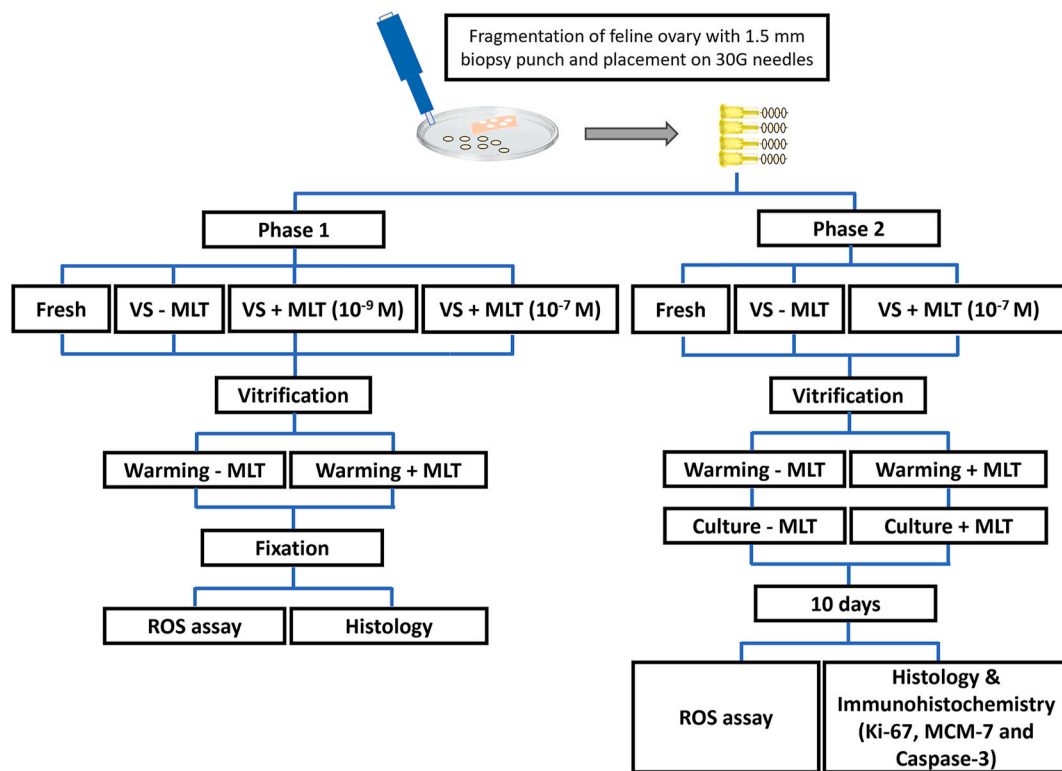 Fragmentation of feline ovary with 1.5 mm
biopsy punch and placement on 30G needles
Phase 1
Phase 2
Fresh
VS - MLT
VS + MLT (10⁻⁹ M)
VS + MLT (10⁻⁷ M)
Fresh
VS - MLT
VS + MLT (10⁻⁷ M)
Vitrification
Vitrification
Warming - MLT
Warming + MLT
Warming - MLT
Warming + MLT
Culture - MLT
Culture + MLT
Fixation
10 days
ROS assay
Histology
ROS assay
Histology &
Immunohistochemistry
(Ki-67, MCM-7 and
Caspase-3)